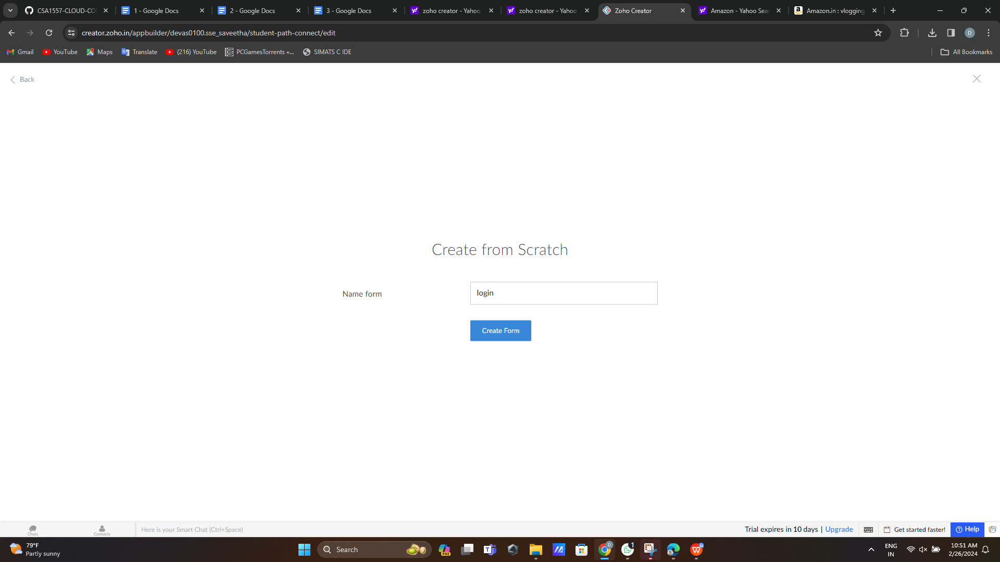 CSA1557-CLOUD-CO
1 - Google Docs
2 - Google Docs
3 - Google Docs
zoho creator - Yahoo
zoho creator - Yahoo
Zoho Creator
Amazon - Yahoo Sea
Amazon.in : vlogging
creator.zoho.in/appbuilder/devas0100.sse_saveetha/student-path-connect/edit
D
Gmail
YouTube
Maps
Translate
(216) YouTube
PCGamesTorrents «...
SIMATS C IDE
All Bookmarks
Back
Create from Scratch
Name form
login
Create Form
Chats
Contacts
Here is your Smart Chat (Ctrl+Space)
Trial expires in 10 days | Upgrade
Get started faster!
Help
79°F
Partly sunny
Search
PRE
D
1
ENG
IN
10:51 AM
2/26/2024